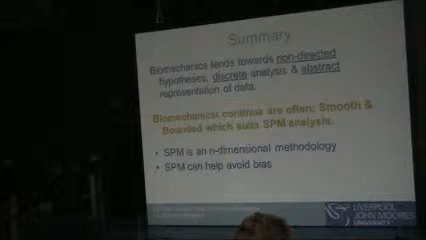 Summary
Biomechanics tends towards non-directed
hypotheses, discrete analysis & abstract
representation of data.
Biomechanical continua are often: Smooth &
Bounded which suits SPM analysis.
• SPM is an n-dimensional methodology
• SPM can help avoid bias
LIVERPOOL
JOHN MOORES
UNIVERSITY